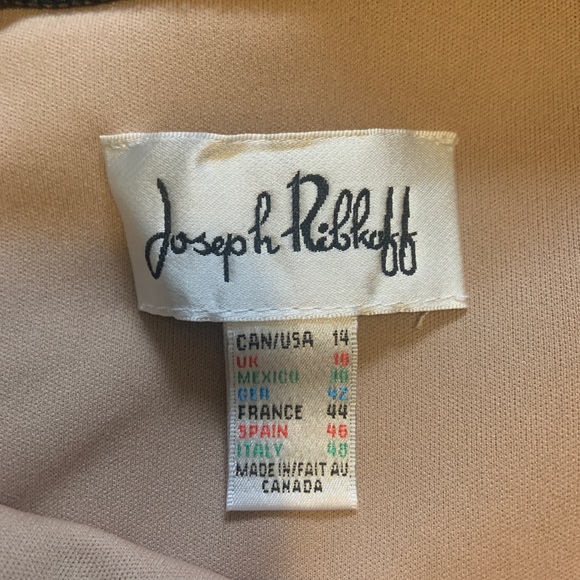 Joseph Ribkoff
CAN/USA 14
UK 16
MEXICO
GER 42
FRANCE 44
SPAIN 46
ITALY 48
MADE IN/FAIT AU
CANADA